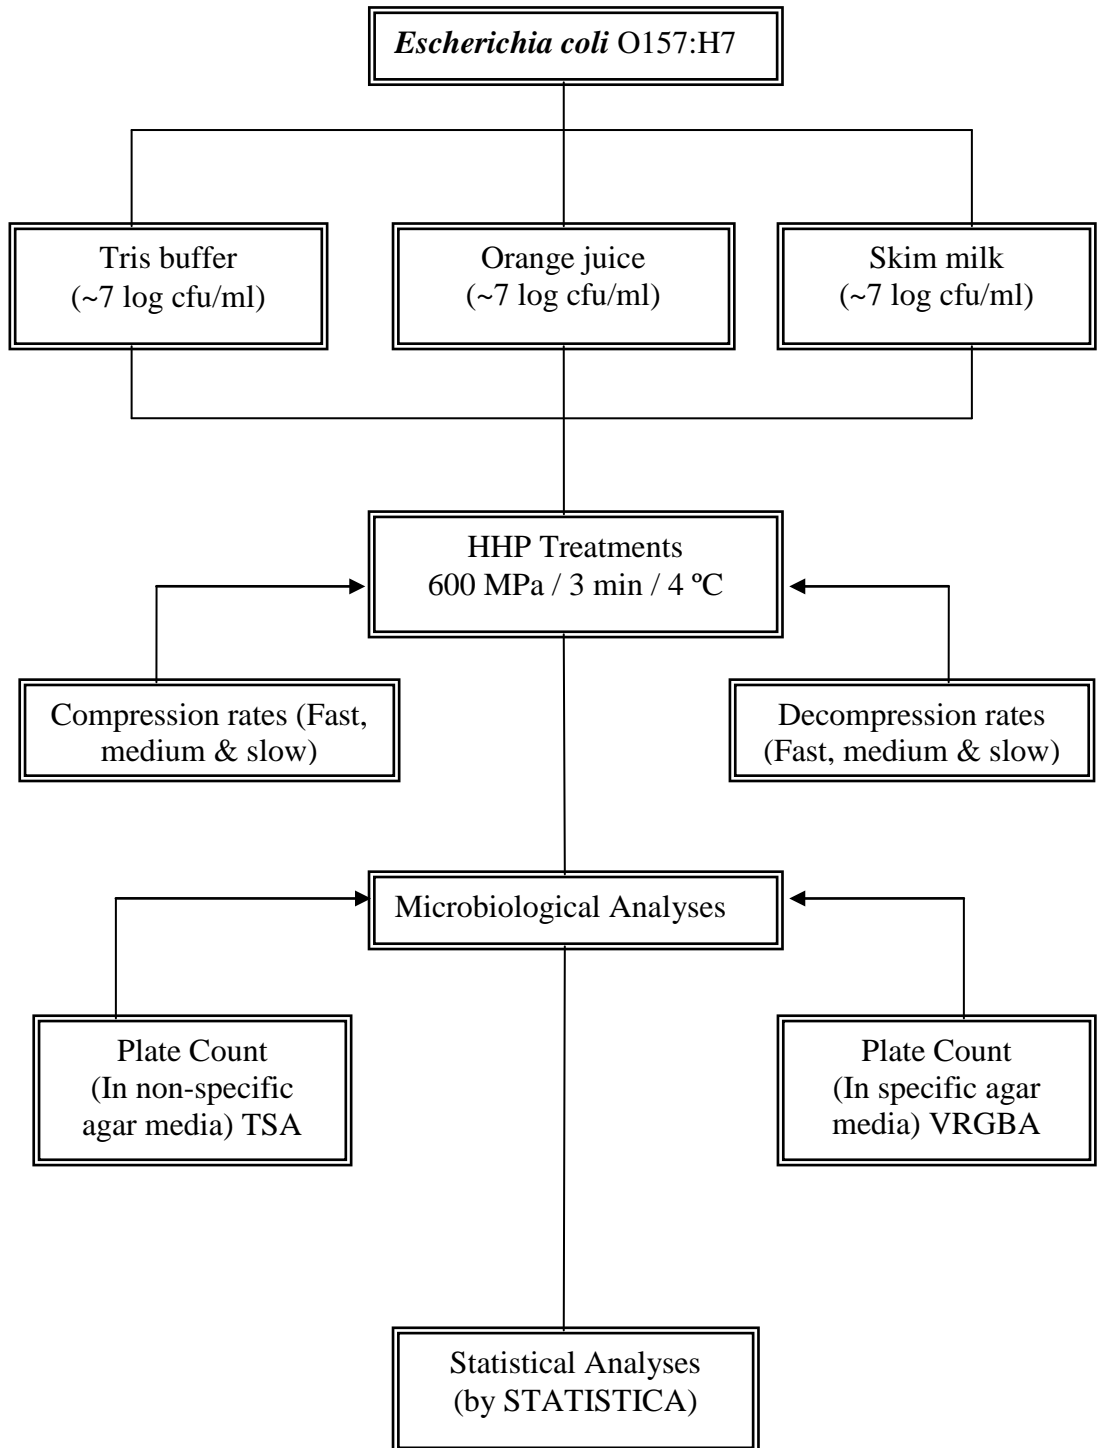 Escherichia coli O157:H7
Tris buffer
(~7 log cfu/ml)
Orange juice
(~7 log cfu/ml)
Skim milk
(~7 log cfu/ml)
HHP Treatments
600 MPa / 3 min / 4 ºC
Compression rates (Fast,
medium & slow)
Decompression rates
(Fast, medium & slow)
Microbiological Analyses
Plate Count
(In non-specific
agar media) TSA
Plate Count
(In specific agar
media) VRGBA
Statistical Analyses
(by STATISTICA)